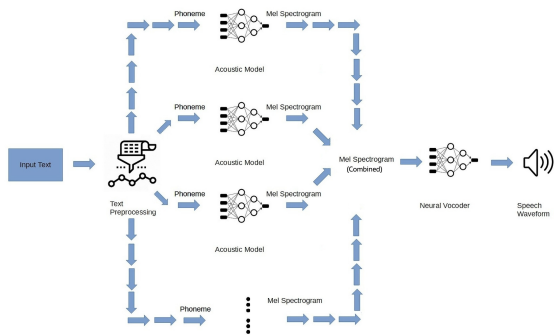 Phoneme
Mel Spectrogram
Acoustic Model
Phoneme
Mel Spectrogram
Input Text
Acoustic Model
Mel Spectrogram
(Combined)
Phoneme
Mel Spectrogram
Text
Preprocessing
Neural Vocoder
Speech
Waveform
Acoustic Model
Phoneme
Mel Spectrogram